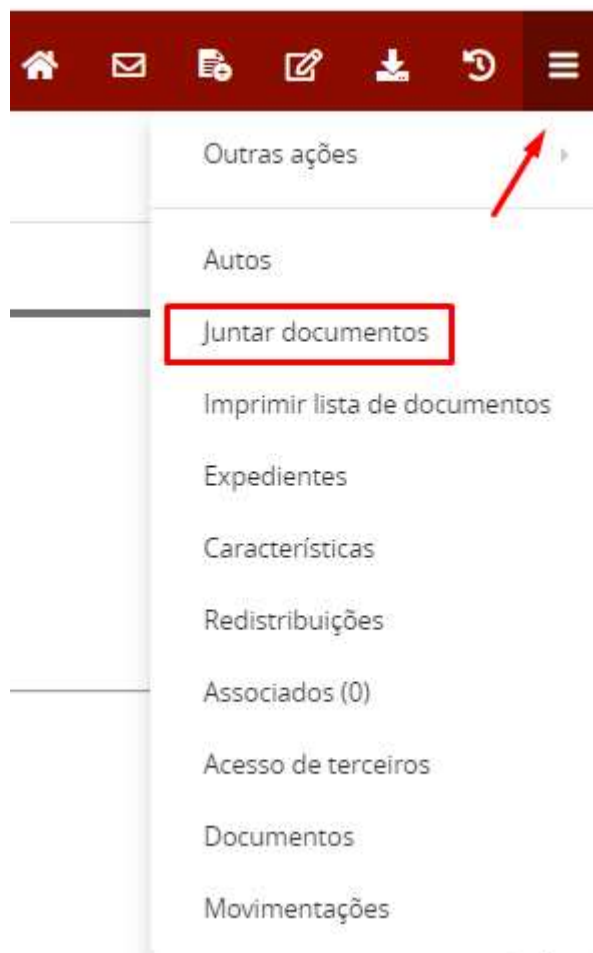 Outras ações
Autos
Juntar documentos
Imprimir lista de documentos
Expedientes
Características
Redistribuições
Associados (0)
Acesso de terceiros
Documentos
Movimentações